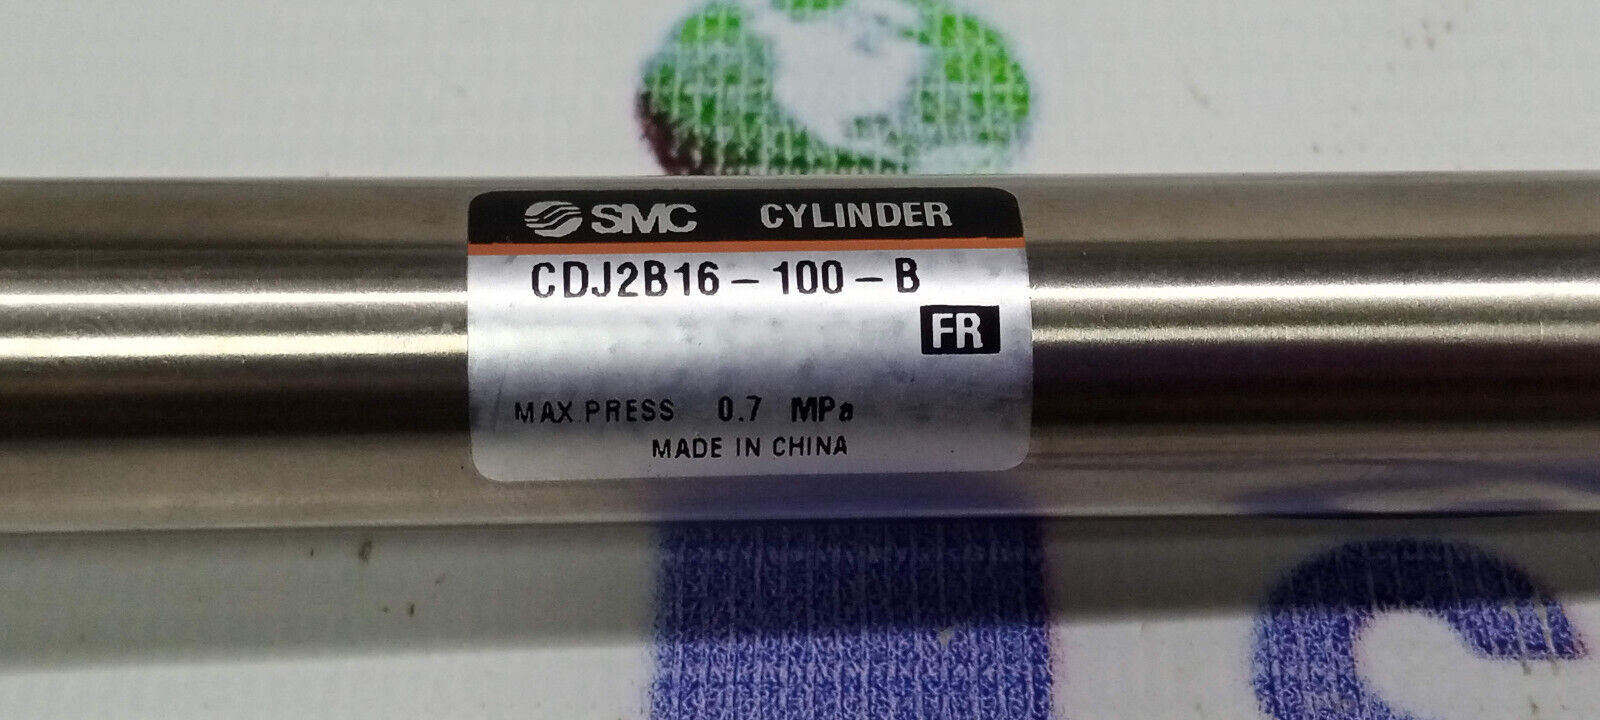 SMC CYLINDER
CDJ2B16-100-B
FR
MAX.PRESS 0.7 MPa
MADE IN CHINA